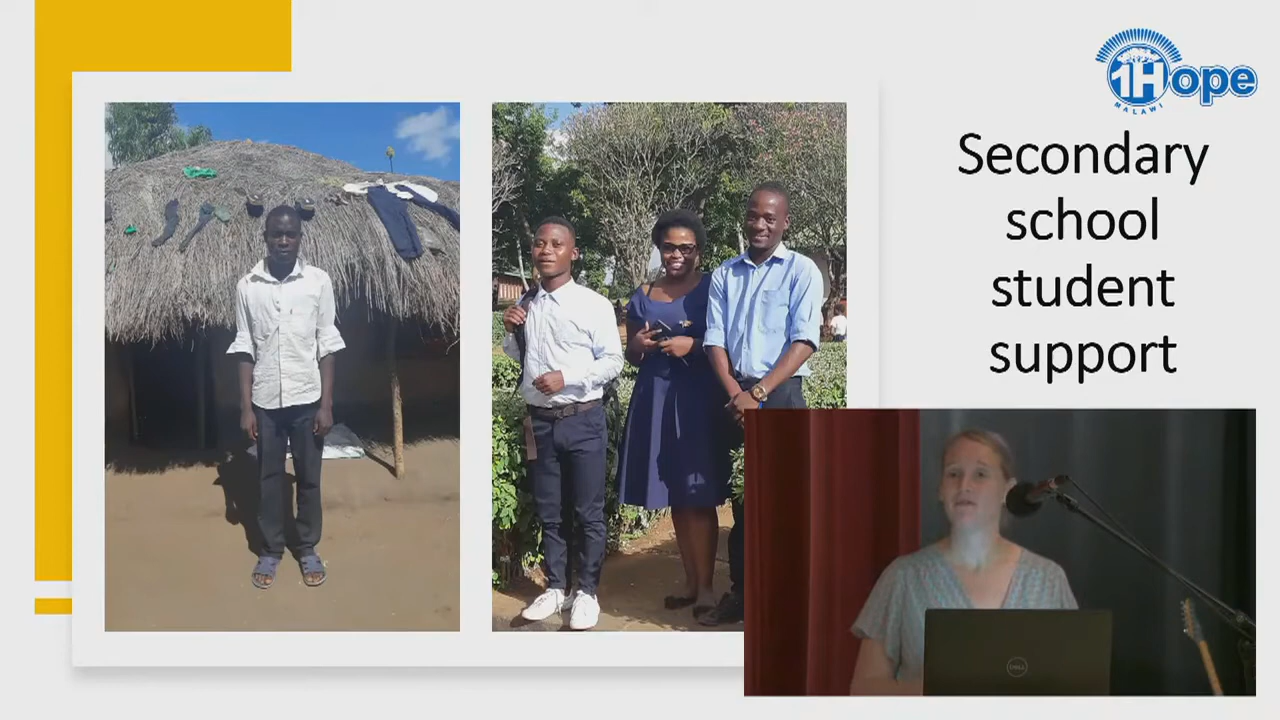 1Hope
MALAWI
Secondary
school
student
support
DELL